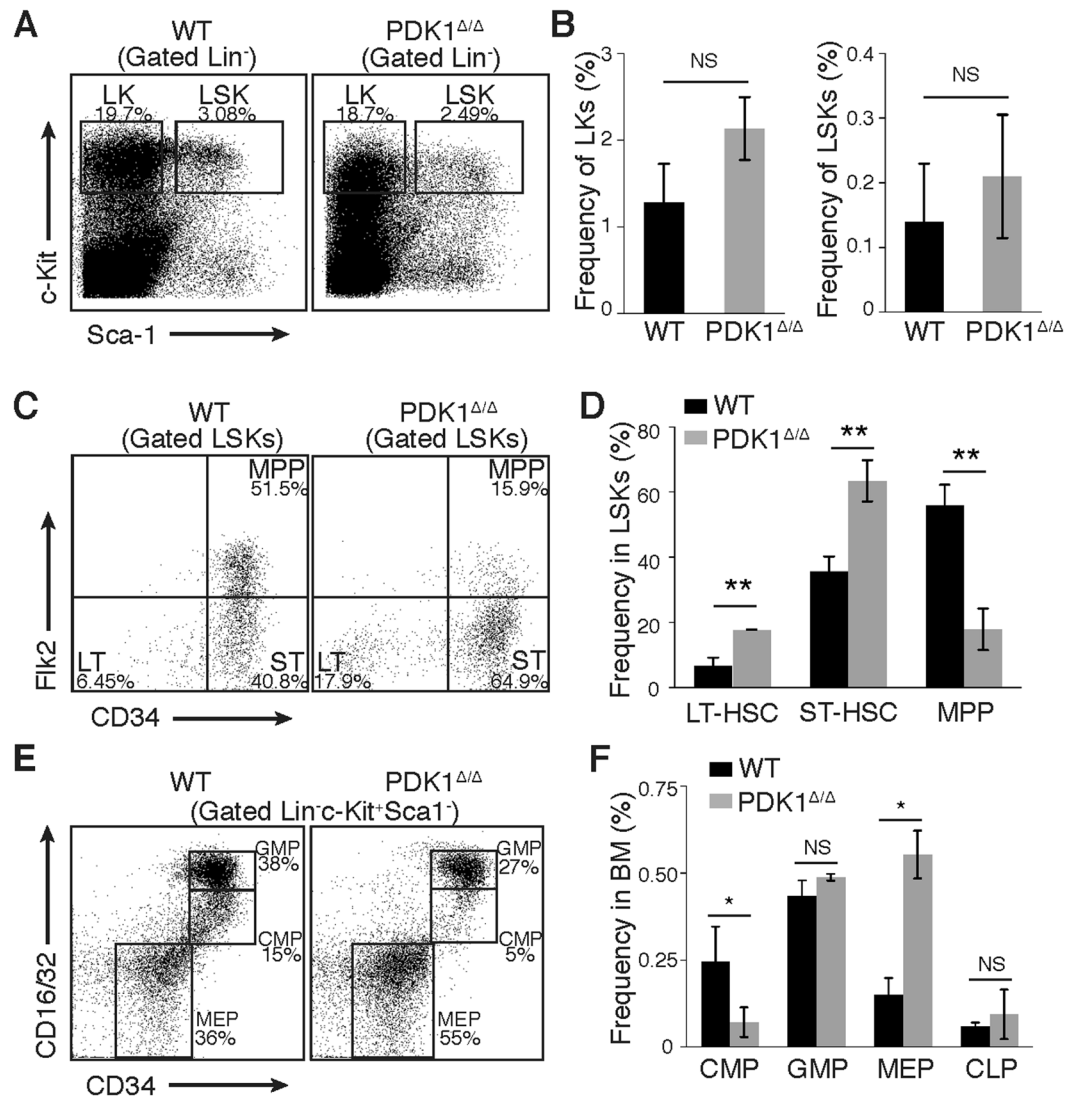 A
WT
(Gated Lin⁻)
PDK1Δ/Δ
(Gated Lin⁻)
LK
19.7%
LSK
3.08%
LK
18.7%
LSK
2.49%
c-Kit
Sca-1
B
Frequency of LKs (%)
3
2
1
0
NS
WT
PDK1Δ/Δ
Frequency of LSKs (%)
0.4
0.3
0.2
0.1
0
NS
WT
PDK1Δ/Δ
C
WT
(Gated LSKs)
PDK1Δ/Δ
(Gated LSKs)
MPP
51.5%
MPP
15.9%
LT
6.45%
ST
40.8%
LT
17.9%
ST
64.9%
Flk2
CD34
D
WT
PDK1Δ/Δ
Frequency in LSKs (%)
80
60
40
20
0
**
**
**
LT-HSC
ST-HSC
MPP
E
WT
PDK1Δ/Δ
(Gated Lin⁻c-Kit⁺Sca1⁻)
GMP
38%
GMP
27%
CMP
15%
CMP
5%
MEP
36%
MEP
55%
CD16/32
CD34
F
WT
PDK1Δ/Δ
Frequency in BM (%)
0.75
0.50
0.25
0
*
NS
*
NS
CMP
GMP
MEP
CLP